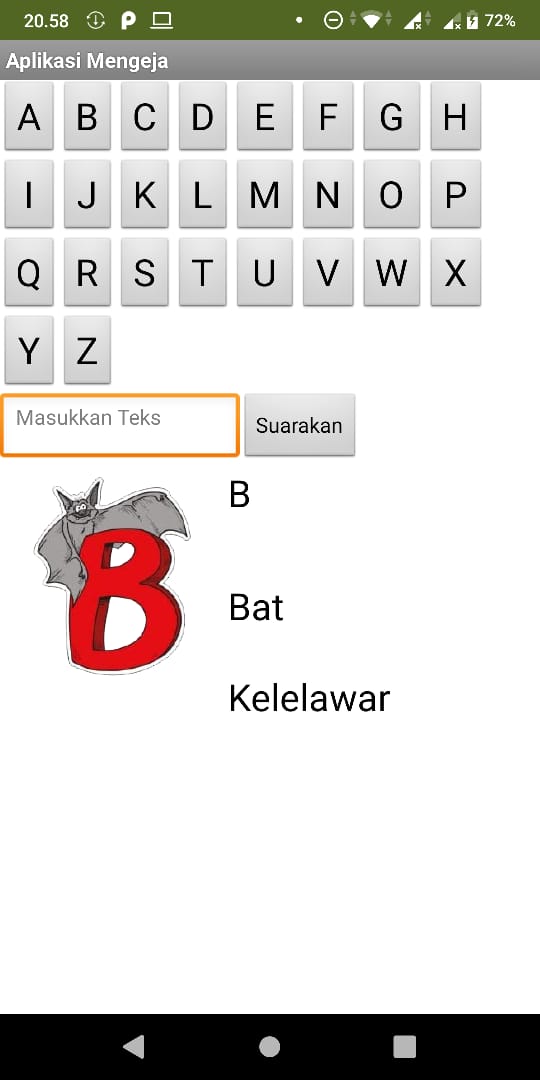 20.58 72%
Aplikasi Mengeja
A B C D E F G H
I J K L M N O P
Q R S T U V W X
Y Z
Masukkan Teks Suarakan
B
B
Bat
Kelelawar